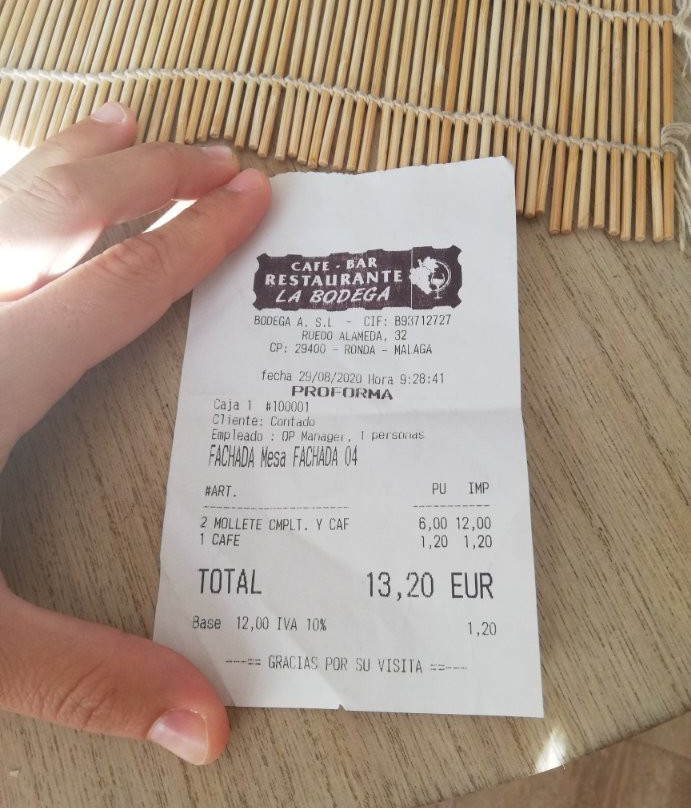 CAFE - BAR
RESTAURANTE
LA BODEGA
BODEGA A. S.L - CIF: B93712727
RUEDO ALAMEDA, 32
CP: 29400 - RONDA - MALAGA
fecha 29/08/2020 Hora 9:28:41
PROFORMA
Caja 1 #100001
Cliente: Contado
Empleado : OP Manager, 1 personas
FACHADA Mesa FACHADA 04
#ART. PU IMP
2 MOLLETE CMPLT. Y CAF 6,00 12,00
1 CAFE 1,20 1,20
TOTAL 13,20 EUR
Base 12,00 IVA 10% 1,20
---== GRACIAS POR SU VISITA ==---